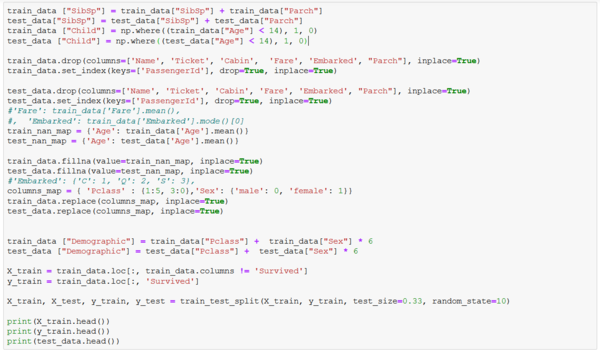 train_data ["SibSp"] = train_data["SibSp"] + train_data["Parch"]
test_data["SibSp"] = test_data["SibSp"] + test_data["Parch"]
train_data ["Child"] = np.where((train_data["Age"] < 14), 1, 0)
test_data ["Child"] = np.where((test_data["Age"] < 14), 1, 0)
train_data.drop(columns=['Name', 'Ticket', 'Cabin',  'Fare', 'Embarked', "Parch"], inplace=True)
train_data.set_index(keys=['PassengerId'], drop=True, inplace=True)
test_data.drop(columns=['Name', 'Ticket', 'Cabin', 'Fare', 'Embarked', "Parch"], inplace=True)
test_data.set_index(keys=['PassengerId'], drop=True, inplace=True)
#'Fare': train_data['Fare'].mean(),
#,  'Embarked': train_data['Embarked'].mode()[0]
train_nan_map = {'Age': train_data['Age'].mean()}
test_nan_map = {'Age': test_data['Age'].mean()}
train_data.fillna(value=train_nan_map, inplace=True)
test_data.fillna(value=test_nan_map, inplace=True)
#'Embarked': {'C': 1, 'Q': 2, 'S': 3},
columns_map = { 'Pclass' : {1:5, 3:0},'Sex': {'male': 0, 'female': 1}}
train_data.replace(columns_map, inplace=True)
test_data.replace(columns_map, inplace=True)
train_data ["Demographic"] = train_data["Pclass"] +  train_data["Sex"] * 6
test_data ["Demographic"] = test_data["Pclass"] +  test_data["Sex"] * 6
X_train = train_data.loc[:, train_data.columns != 'Survived']
y_train = train_data.loc[:, 'Survived']
X_train, X_test, y_train, y_test = train_test_split(X_train, y_train, test_size=0.33, random_state=10)
print(X_train.head())
print(y_train.head())
print(test_data.head())